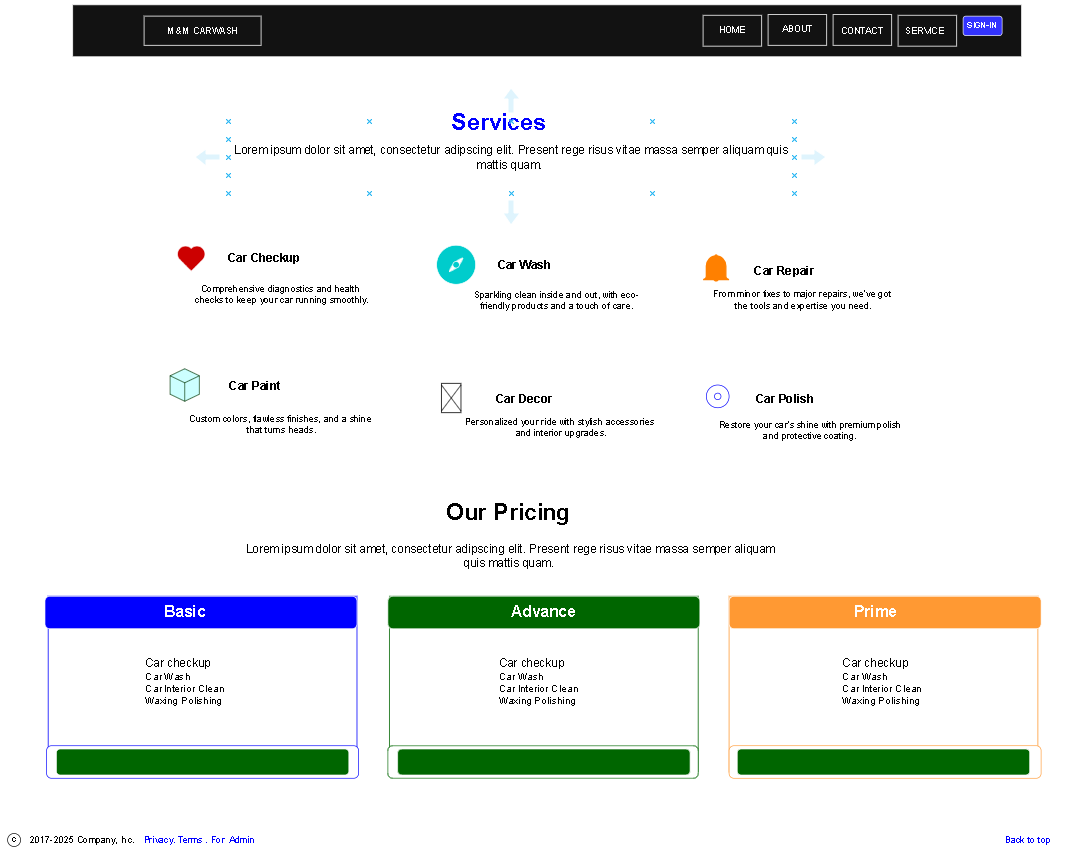 M&M CARWASH HOME ABOUT CONTACT SERVICE SIGN-IN
Services
Lorem ipsum dolor sit amet, consectetur adipscing elit. Present rege risus vitae massa semper aliquam quis
mattis quam.
Car Checkup
Comprehensive diagnostics and health
checks to keep your car running smoothly.
Car Wash
Sparkling clean inside and out, with eco-
friendly products and a touch of care.
Car Repair
From minor fixes to major repairs, we've got
the tools and expertise you need.
Car Paint
Custom colors, flawless finishes, and a shine
that turns heads.
Car Decor
Personalized your ride with stylish accessories
and interior upgrades.
Car Polish
Restore your car's shine with premium polish
and protective coating.
Our Pricing
Lorem ipsum dolor sit amet, consectetur adipscing elit. Present rege risus vitae massa semper aliquam
quis mattis quam.
Basic
Car checkup
Car Wash
Car Interior Clean
Waxing Polishing
Advance
Car checkup
Car Wash
Car Interior Clean
Waxing Polishing
Prime
Car checkup
Car Wash
Car Interior Clean
Waxing Polishing
© 2017-2025 Company, Inc. Privacy. Terms . For Admin Back to top